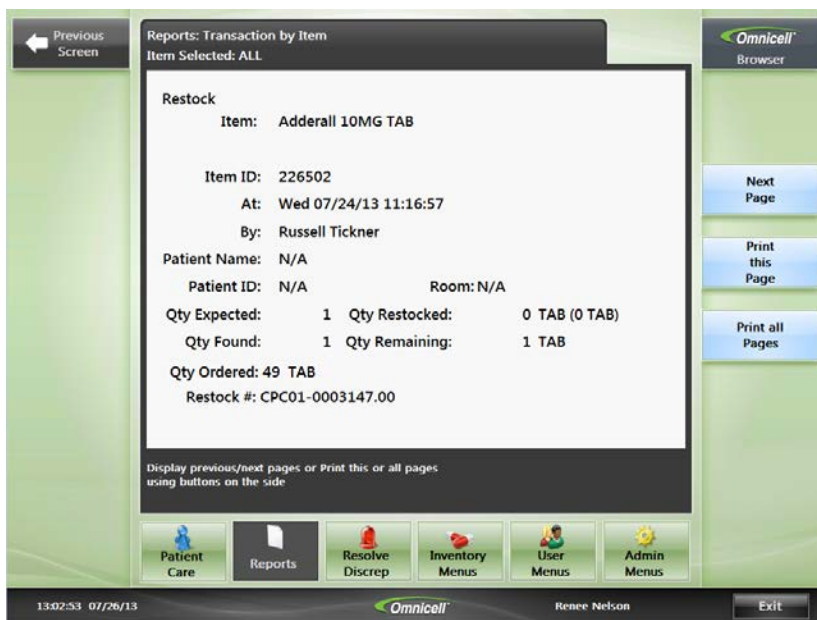 Previous
Screen
Reports: Transaction by Item
Item Selected: ALL
Omnicell
Browser
Restock
Item: Adderall 10MG TAB
Item ID: 226502
At: Wed 07/24/13 11:16:57
By: Russell Tickner
Patient Name: N/A
Patient ID: N/A Room: N/A
Qty Expected: 1 Qty Restocked: 0 TAB (0 TAB)
Qty Found: 1 Qty Remaining: 1 TAB
Qty Ordered: 49 TAB
Restock #: CPC01-0003147.00
Next
Page
Print
this
Page
Print all
Pages
Display previous/next pages or Print this or all pages
using buttons on the side
Patient
Care
Reports
Resolve
Discrep
Inventory
Menus
User
Menus
Admin
Menus
13:02:53 07/26/13 Omnicell Renee Nelson Exit